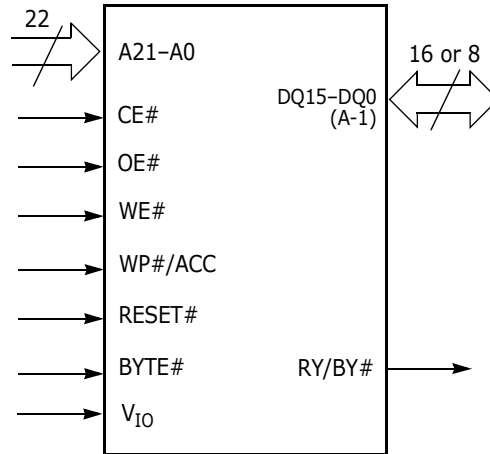 22
A21–A0
16 or 8
DQ15–DQ0
(A-1)
CE#
OE#
WE#
WP#/ACC
RESET#
BYTE#
RY/BY#
VIO